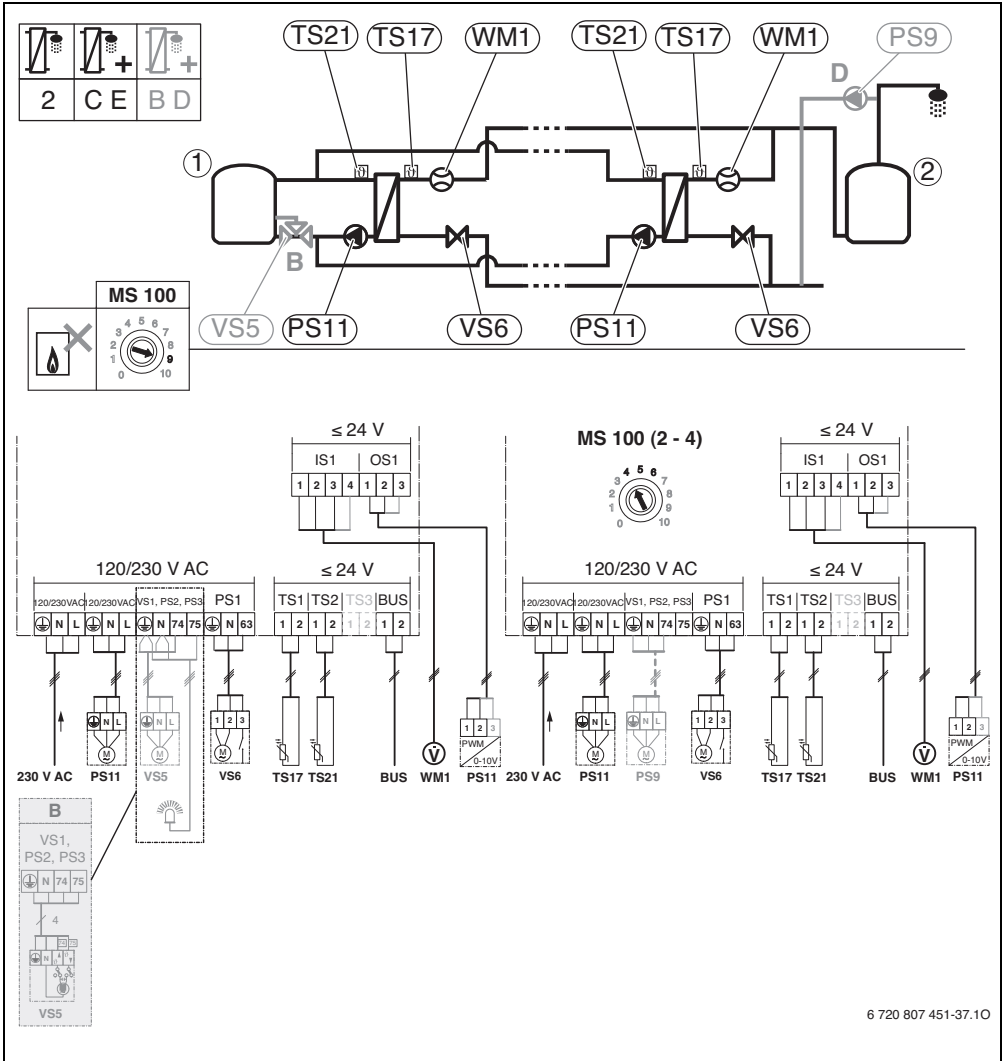 2 C E B D
+ +
TS21 TS17 WM1 TS21 TS17 WM1 PS9
D
1
2
B
VS5 PS11 VS6 PS11 VS6
MS 100
0 1 2 3 4 5 6 7 8 9 10
≤ 24 V
IS1 OS1
1 2 3 4 1 2 3
120/230 V AC ≤ 24 V
120/230VAC 120/230VAC VS1, PS2, PS3 PS1 TS1 TS2 TS3 BUS
N L N L N 74 75 N 63 1 2 1 2 1 2 1 2
N L N L 1 2 3
M M M
V
1 2 3
PWM
0-10V
230 V AC PS11 VS5 VS6 TS17 TS21 BUS WM1 PS11
MS 100 (2 - 4)
0 1 2 3 4 5 6 7 8 9 10
≤ 24 V
IS1 OS1
1 2 3 4 1 2 3
120/230 V AC ≤ 24 V
120/230VAC 120/230VAC VS1, PS2, PS3 PS1 TS1 TS2 TS3 BUS
N L N L N 74 75 N 63 1 2 1 2 1 2 1 2
N L N L 1 2 3
M M M
V
1 2 3
PWM
0-10V
230 V AC PS11 PS9 VS6 TS17 TS21 BUS WM1 PS11
B
VS1,
PS2, PS3
N 74 75
4
74 75
N
VS5
6 720 807 451-37.1O